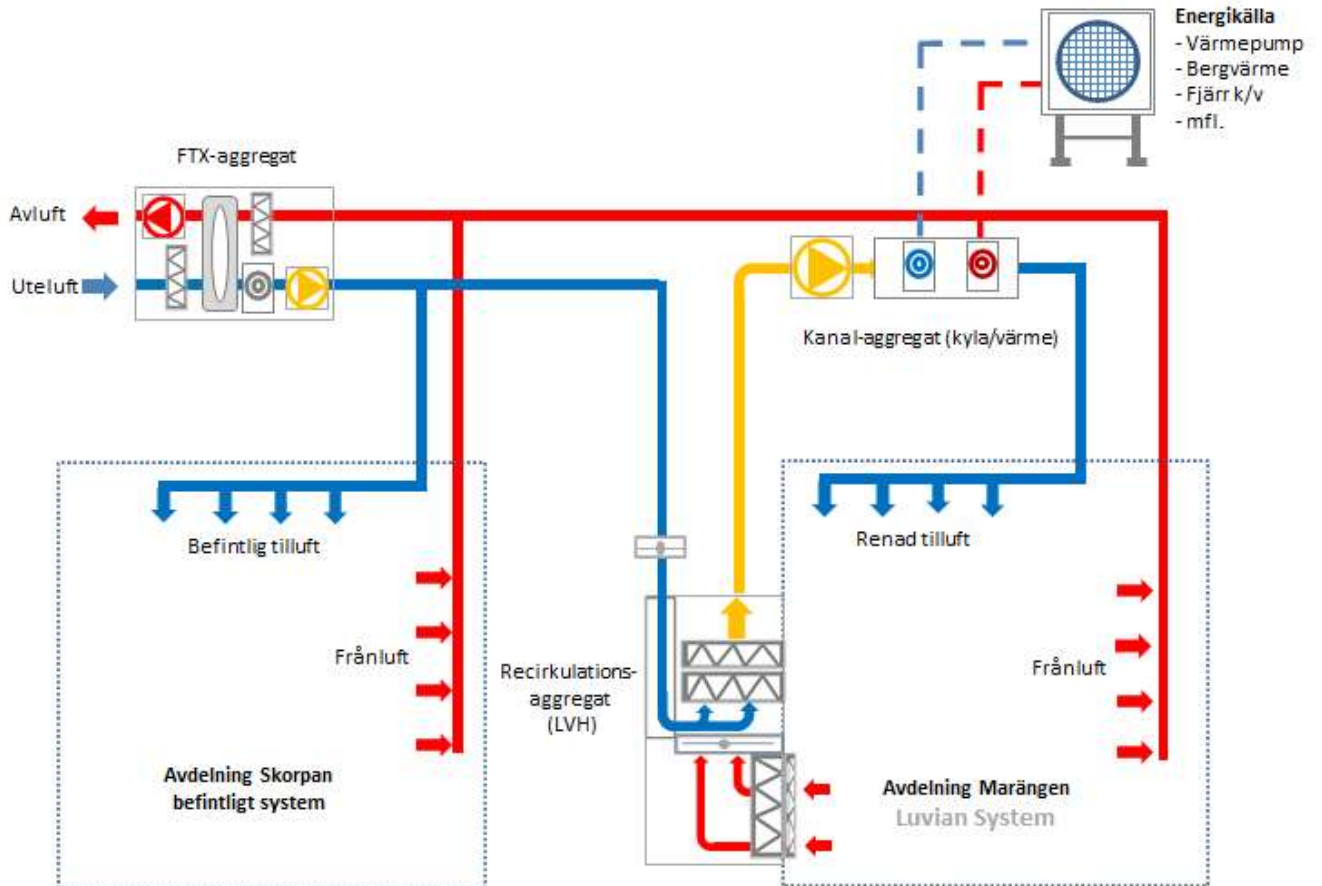 Energikälla
- Värmepump
- Bergvärme
- Fjärr k/v
- mfl.
FTX-aggregat
Avluft
Uteluft
Kanal-aggregat (kyla/värme)
Befintlig tilluft
Renad tilluft
Frånluft
Recirkulations-
aggregat
(LVH)
Frånluft
Avdelning Skorpan
befintligt system
Avdelning Marängen
Luvian System